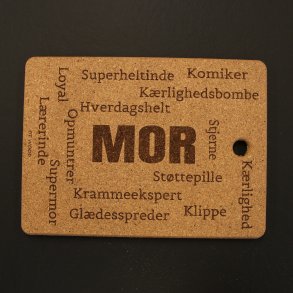 Superheltinde
Komiker
Kærlighedsbombe
Hverdagshelt
Loyal
Opmuntrer
Lærerinde
Supermor
MOR
Stjerne
Kærlighed
Støttepille
Krammeekspert
Glædesspreder
Klippe